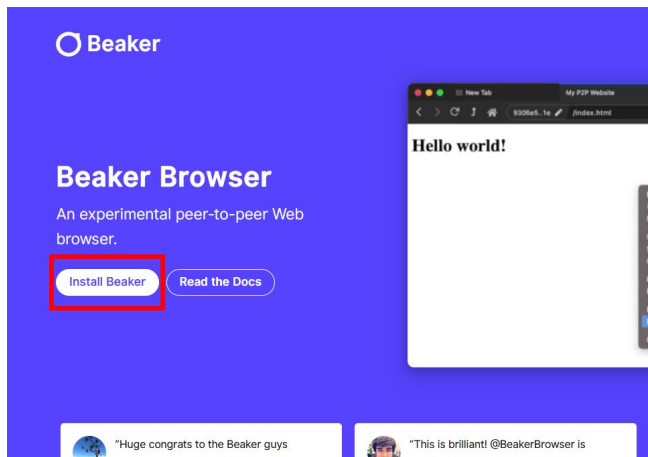 Beaker
New Tab
My P2P Website
9306e5..1e
/index.html
Hello world!
Beaker Browser
An experimental peer-to-peer Web
browser.
Install Beaker
Read the Docs
"Huge congrats to the Beaker guys
"This is brilliant! @BeakerBrowser is